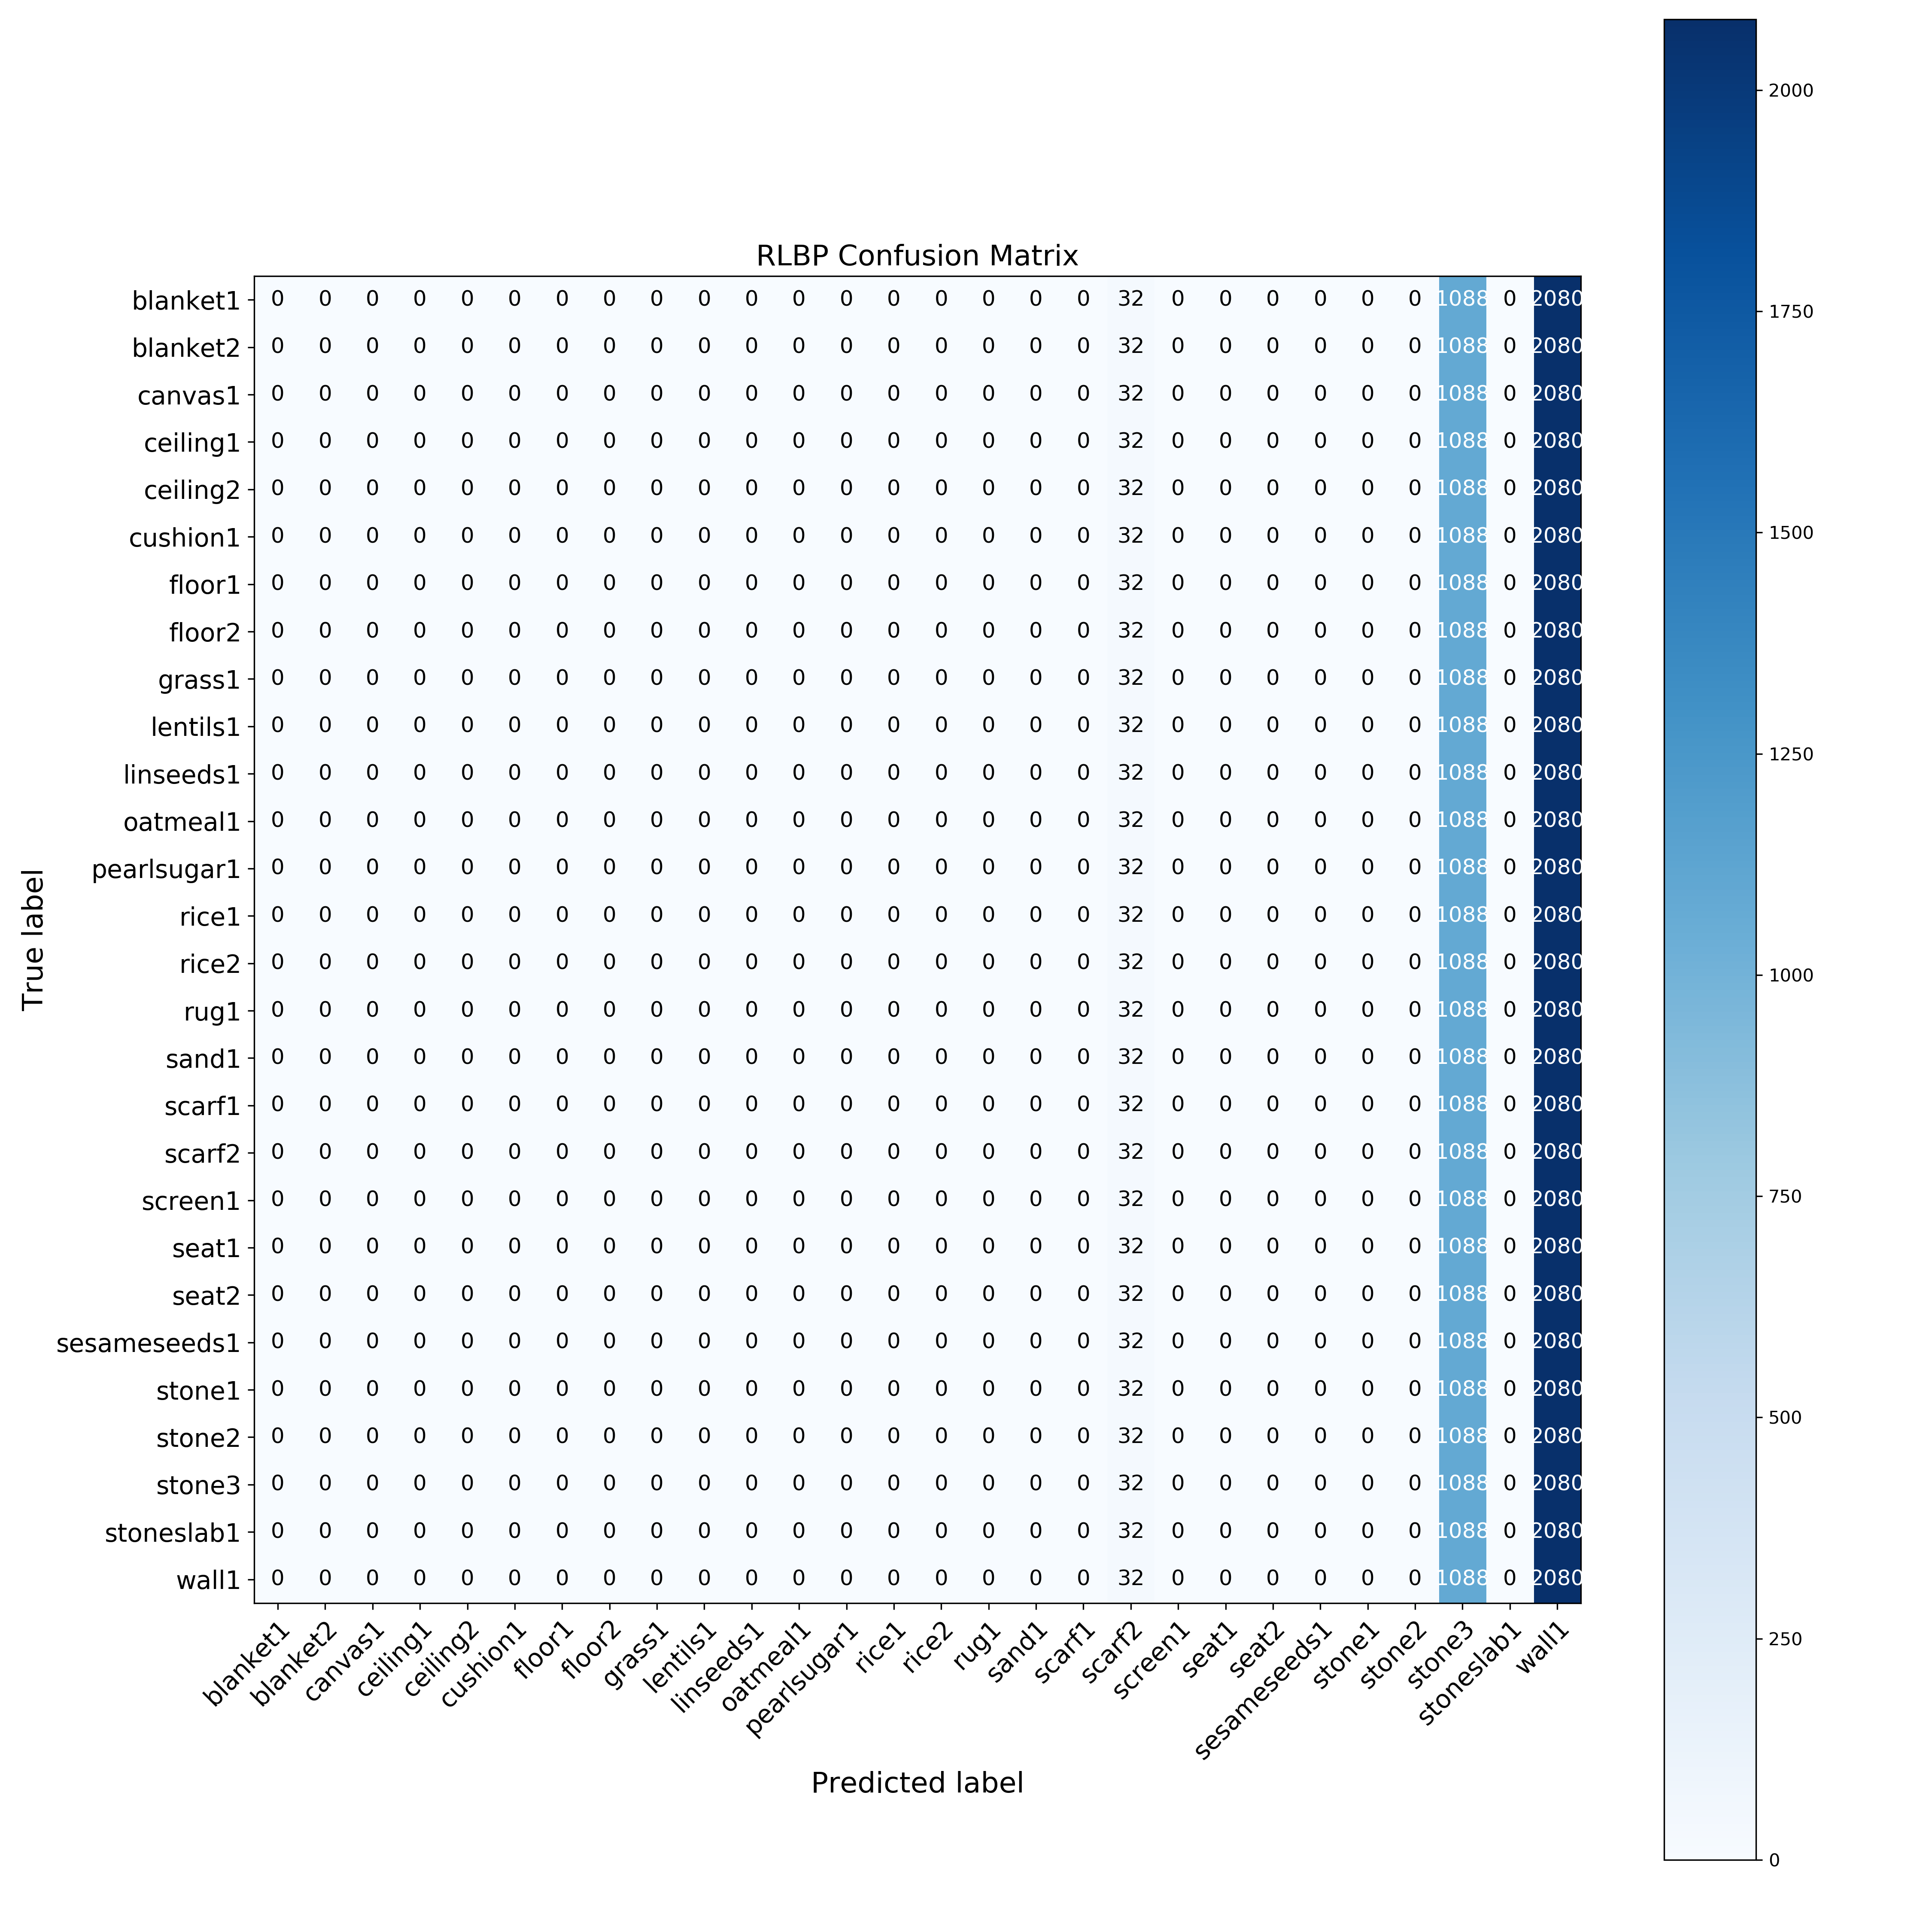 RLBP Confusion Matrix
True label
blanket1 0 0 0 0 0 0 0 0 0 0 0 0 0 0 0 0 0 0 32 0 0 0 0 0 0 1088 0 2080
blanket2 0 0 0 0 0 0 0 0 0 0 0 0 0 0 0 0 0 0 32 0 0 0 0 0 0 1088 0 2080
canvas1 0 0 0 0 0 0 0 0 0 0 0 0 0 0 0 0 0 0 32 0 0 0 0 0 0 1088 0 2080
ceiling1 0 0 0 0 0 0 0 0 0 0 0 0 0 0 0 0 0 0 32 0 0 0 0 0 0 1088 0 2080
ceiling2 0 0 0 0 0 0 0 0 0 0 0 0 0 0 0 0 0 0 32 0 0 0 0 0 0 1088 0 2080
cushion1 0 0 0 0 0 0 0 0 0 0 0 0 0 0 0 0 0 0 32 0 0 0 0 0 0 1088 0 2080
floor1 0 0 0 0 0 0 0 0 0 0 0 0 0 0 0 0 0 0 32 0 0 0 0 0 0 1088 0 2080
floor2 0 0 0 0 0 0 0 0 0 0 0 0 0 0 0 0 0 0 32 0 0 0 0 0 0 1088 0 2080
grass1 0 0 0 0 0 0 0 0 0 0 0 0 0 0 0 0 0 0 32 0 0 0 0 0 0 1088 0 2080
lentils1 0 0 0 0 0 0 0 0 0 0 0 0 0 0 0 0 0 0 32 0 0 0 0 0 0 1088 0 2080
linseeds1 0 0 0 0 0 0 0 0 0 0 0 0 0 0 0 0 0 0 32 0 0 0 0 0 0 1088 0 2080
oatmeal1 0 0 0 0 0 0 0 0 0 0 0 0 0 0 0 0 0 0 32 0 0 0 0 0 0 1088 0 2080
pearlsugar1 0 0 0 0 0 0 0 0 0 0 0 0 0 0 0 0 0 0 32 0 0 0 0 0 0 1088 0 2080
rice1 0 0 0 0 0 0 0 0 0 0 0 0 0 0 0 0 0 0 32 0 0 0 0 0 0 1088 0 2080
rice2 0 0 0 0 0 0 0 0 0 0 0 0 0 0 0 0 0 0 32 0 0 0 0 0 0 1088 0 2080
rug1 0 0 0 0 0 0 0 0 0 0 0 0 0 0 0 0 0 0 32 0 0 0 0 0 0 1088 0 2080
sand1 0 0 0 0 0 0 0 0 0 0 0 0 0 0 0 0 0 0 32 0 0 0 0 0 0 1088 0 2080
scarf1 0 0 0 0 0 0 0 0 0 0 0 0 0 0 0 0 0 0 32 0 0 0 0 0 0 1088 0 2080
scarf2 0 0 0 0 0 0 0 0 0 0 0 0 0 0 0 0 0 0 32 0 0 0 0 0 0 1088 0 2080
screen1 0 0 0 0 0 0 0 0 0 0 0 0 0 0 0 0 0 0 32 0 0 0 0 0 0 1088 0 2080
seat1 0 0 0 0 0 0 0 0 0 0 0 0 0 0 0 0 0 0 32 0 0 0 0 0 0 1088 0 2080
seat2 0 0 0 0 0 0 0 0 0 0 0 0 0 0 0 0 0 0 32 0 0 0 0 0 0 1088 0 2080
sesameseeds1 0 0 0 0 0 0 0 0 0 0 0 0 0 0 0 0 0 0 32 0 0 0 0 0 0 1088 0 2080
stone1 0 0 0 0 0 0 0 0 0 0 0 0 0 0 0 0 0 0 32 0 0 0 0 0 0 1088 0 2080
stone2 0 0 0 0 0 0 0 0 0 0 0 0 0 0 0 0 0 0 32 0 0 0 0 0 0 1088 0 2080
stone3 0 0 0 0 0 0 0 0 0 0 0 0 0 0 0 0 0 0 32 0 0 0 0 0 0 1088 0 2080
stoneslab1 0 0 0 0 0 0 0 0 0 0 0 0 0 0 0 0 0 0 32 0 0 0 0 0 0 1088 0 2080
wall1 0 0 0 0 0 0 0 0 0 0 0 0 0 0 0 0 0 0 32 0 0 0 0 0 0 1088 0 2080
blanket1 blanket2 canvas1 ceiling1 ceiling2 cushion1 floor1 floor2 grass1 lentils1 linseeds1 oatmeal1 pearlsugar1 rice1 rice2 rug1 sand1 scarf1 scarf2 screen1 seat1 seat2 sesameseeds1 stone1 stone2 stone3 stoneslab1 wall1
Predicted label
2000
1750
1500
1250
1000
750
500
250
0